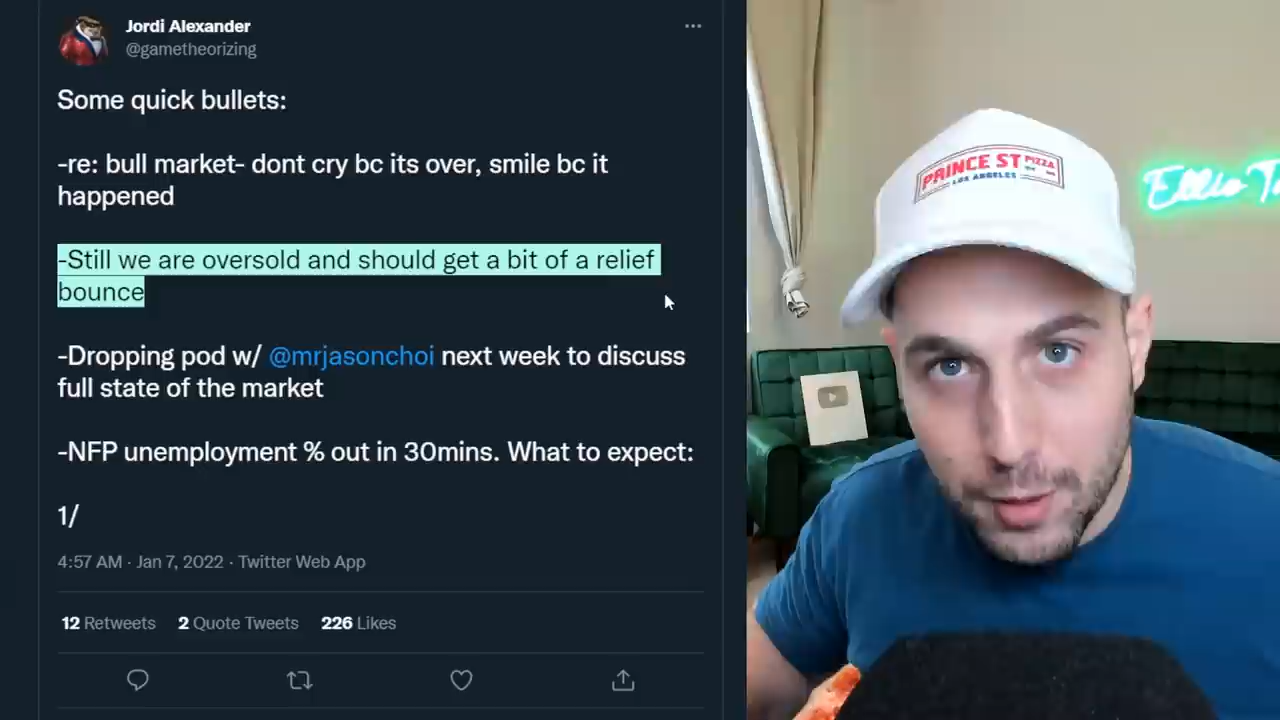 Jordi Alexander
@gametheorizing
Some quick bullets:
-re: bull market- dont cry bc its over, smile bc it
happened
-Still we are oversold and should get a bit of a relief
bounce
-Dropping pod w/ @mrjasonchoi next week to discuss
full state of the market
-NFP unemployment % out in 30mins. What to expect:
1/
4:57 AM · Jan 7, 2022 · Twitter Web App
12 Retweets 2 Quote Tweets 226 Likes
PRINCE ST PIZZA
LOS ANGELES
Ellio